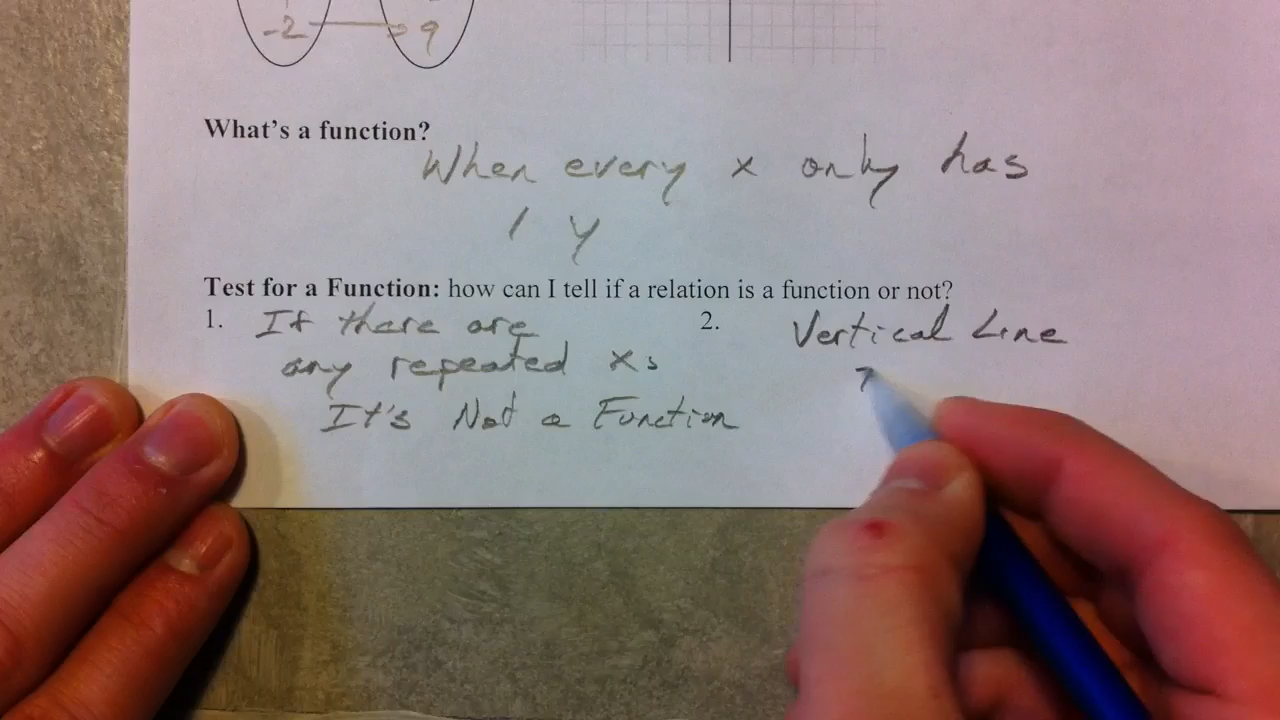 -2 9
What's a function?
When every x only has
1 y
Test for a Function: how can I tell if a relation is a function or not?
1. If there are
any repeated xs
It's Not a Function
2. Vertical Line